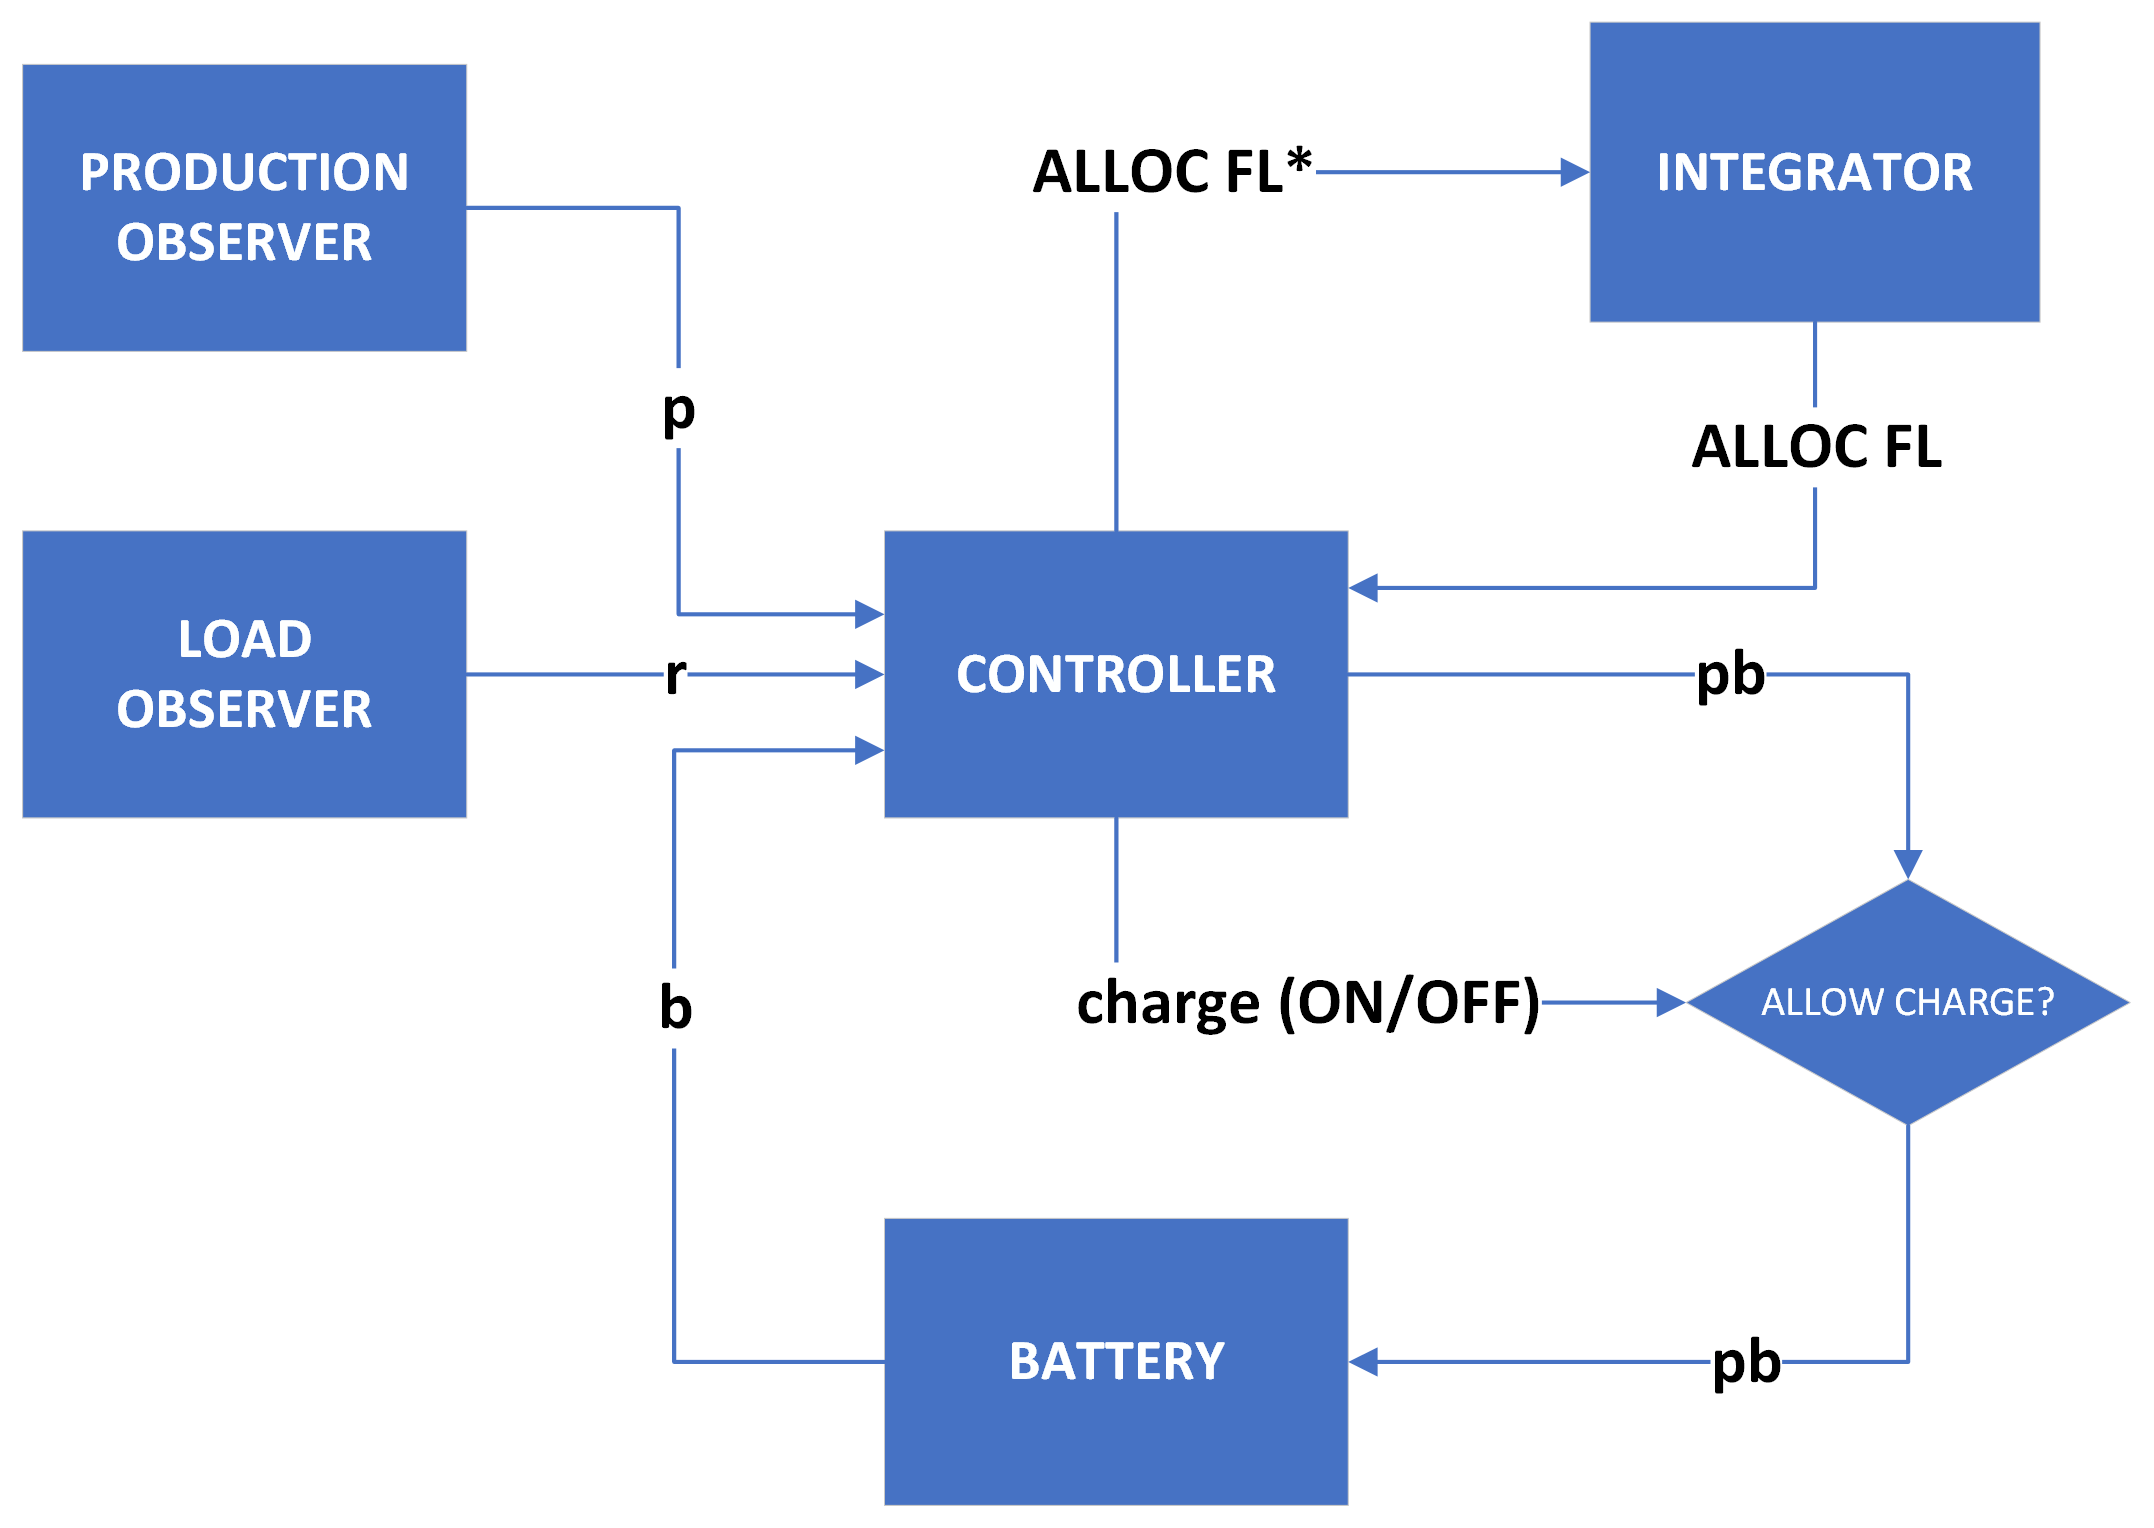 PRODUCTION
OBSERVER
ALLOC FL*
INTEGRATOR
p
ALLOC FL
LOAD
OBSERVER
r
CONTROLLER
pb
b
charge (ON/OFF)
ALLOW CHARGE?
BATTERY
pb